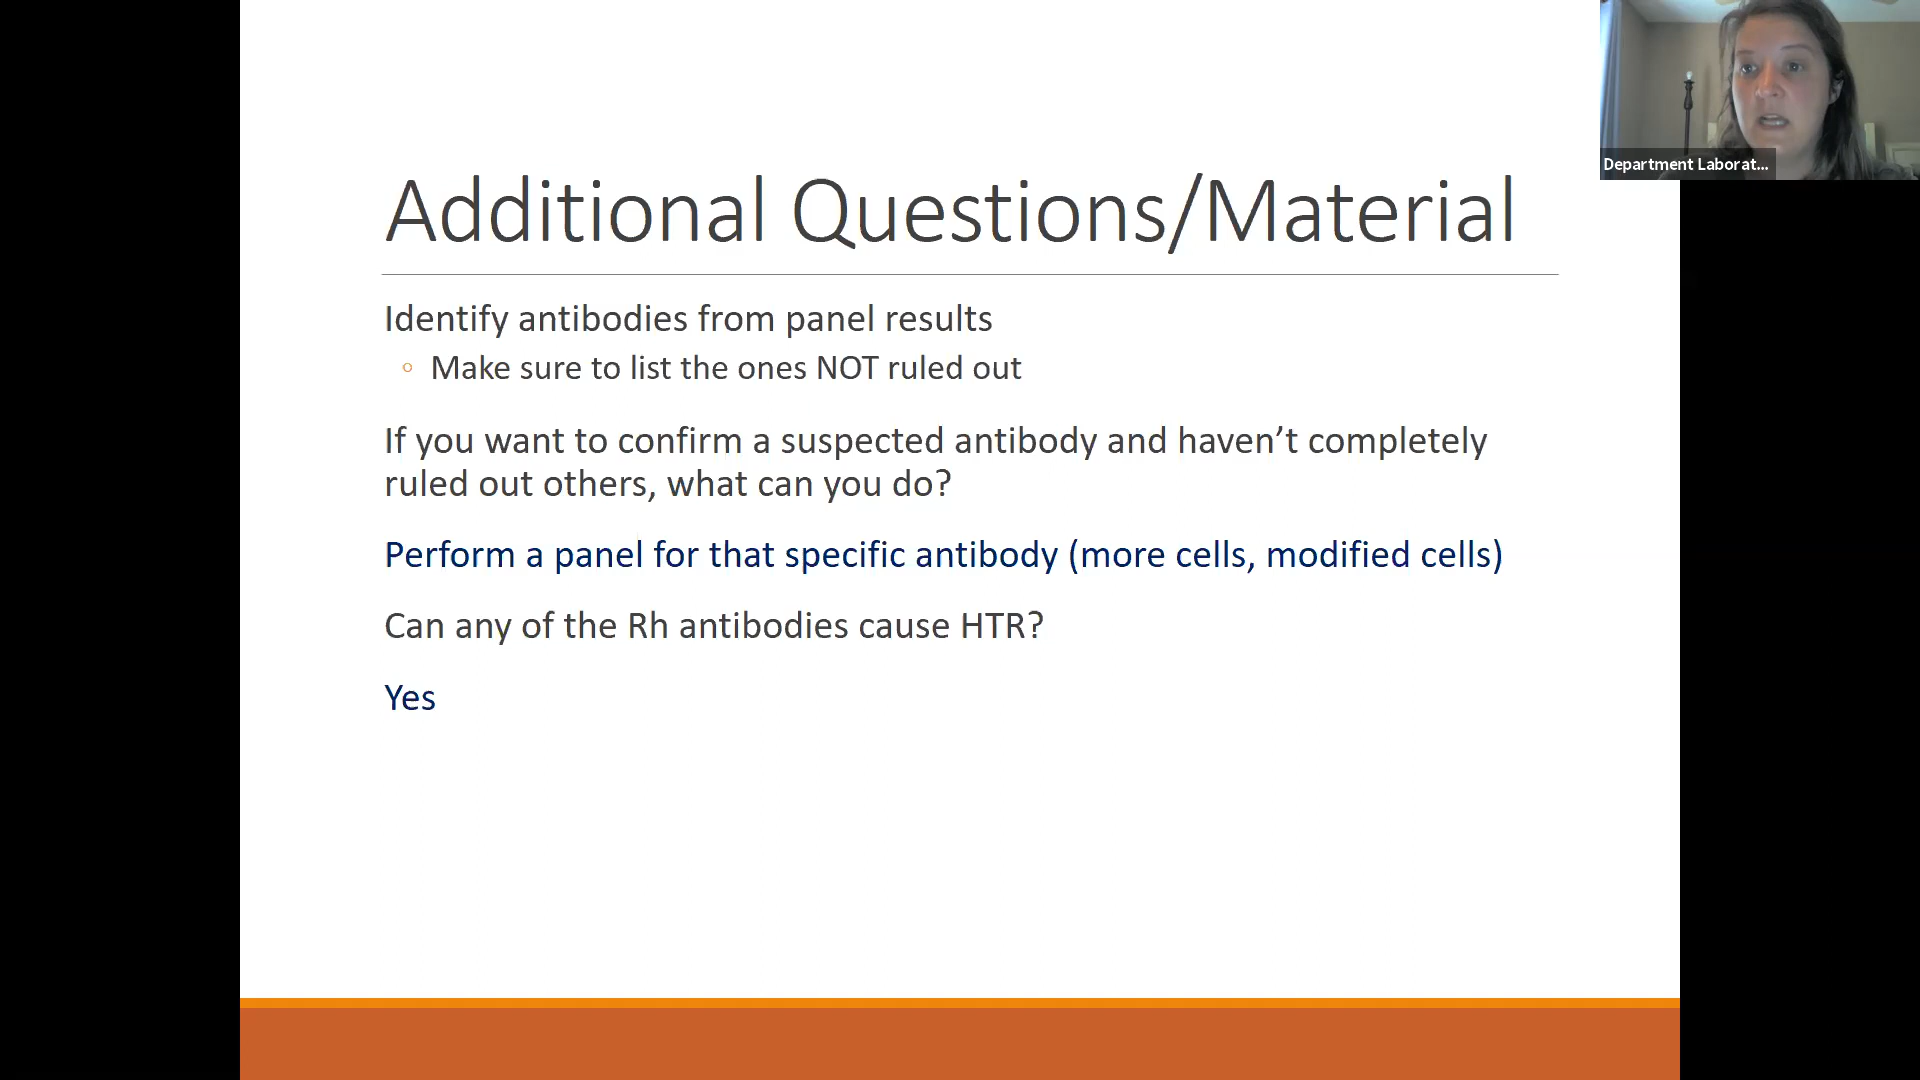 Department Laborat...
Additional Questions/Material
Identify antibodies from panel results
◦ Make sure to list the ones NOT ruled out
If you want to confirm a suspected antibody and haven’t completely
ruled out others, what can you do?
Perform a panel for that specific antibody (more cells, modified cells)
Can any of the Rh antibodies cause HTR?
Yes